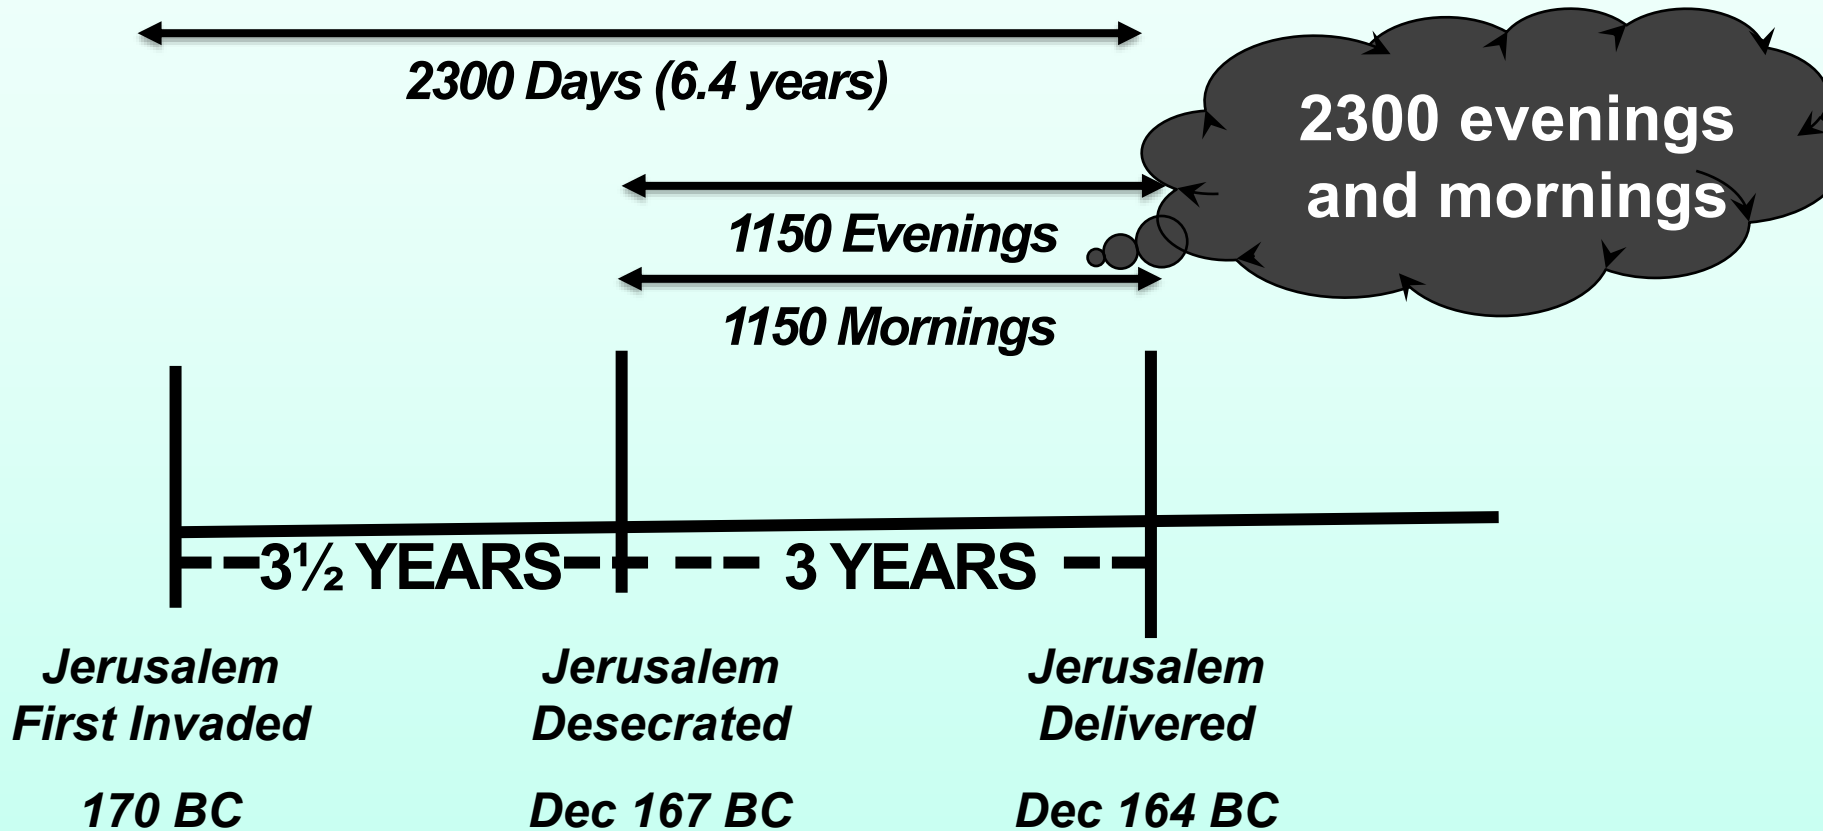 2300 Days (6.4 years)
2300 evenings
and mornings
1150 Evenings
1150 Mornings
3½ YEARS
3 YEARS
Jerusalem
First Invaded
170 BC
Jerusalem
Desecrated
Dec 167 BC
Jerusalem
Delivered
Dec 164 BC